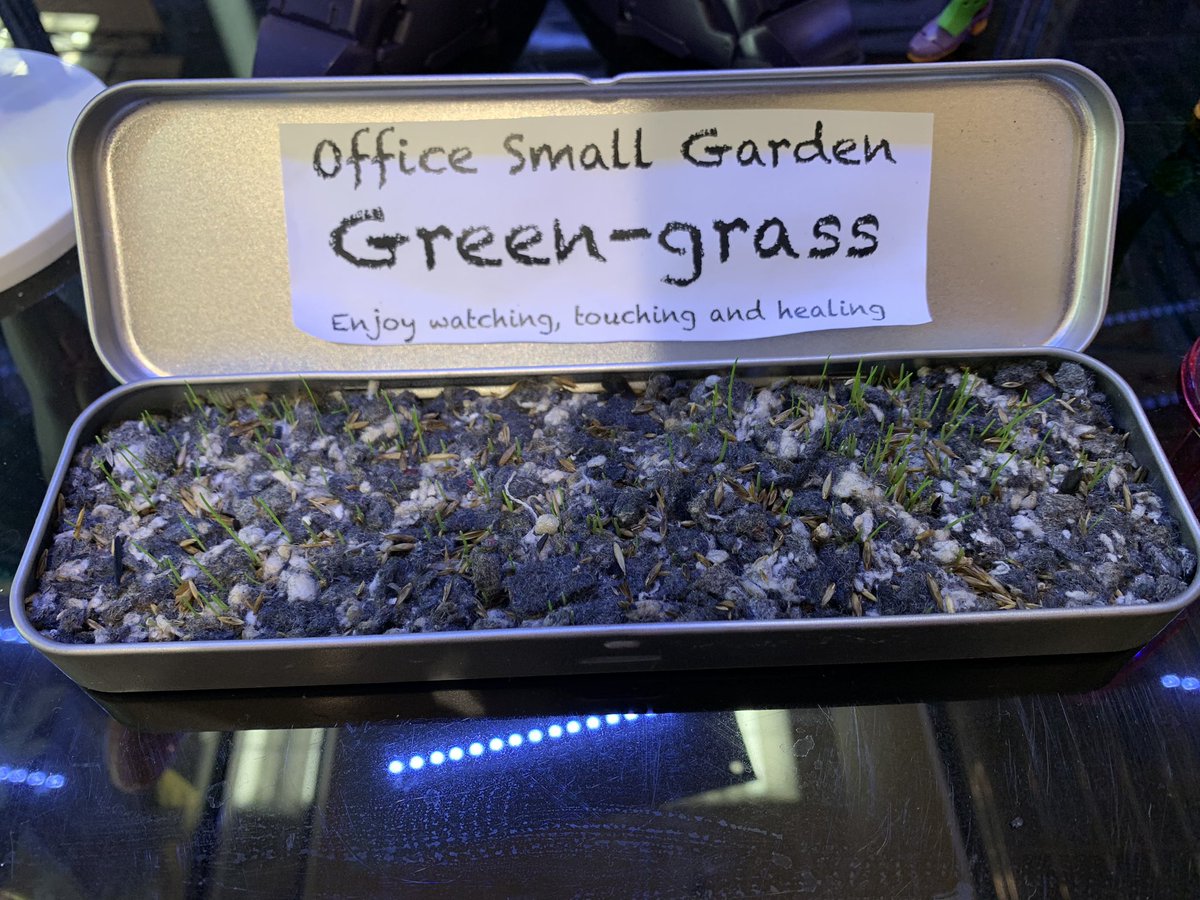 Office Small Garden
Green-grass
Enjoy watching, touching and healing